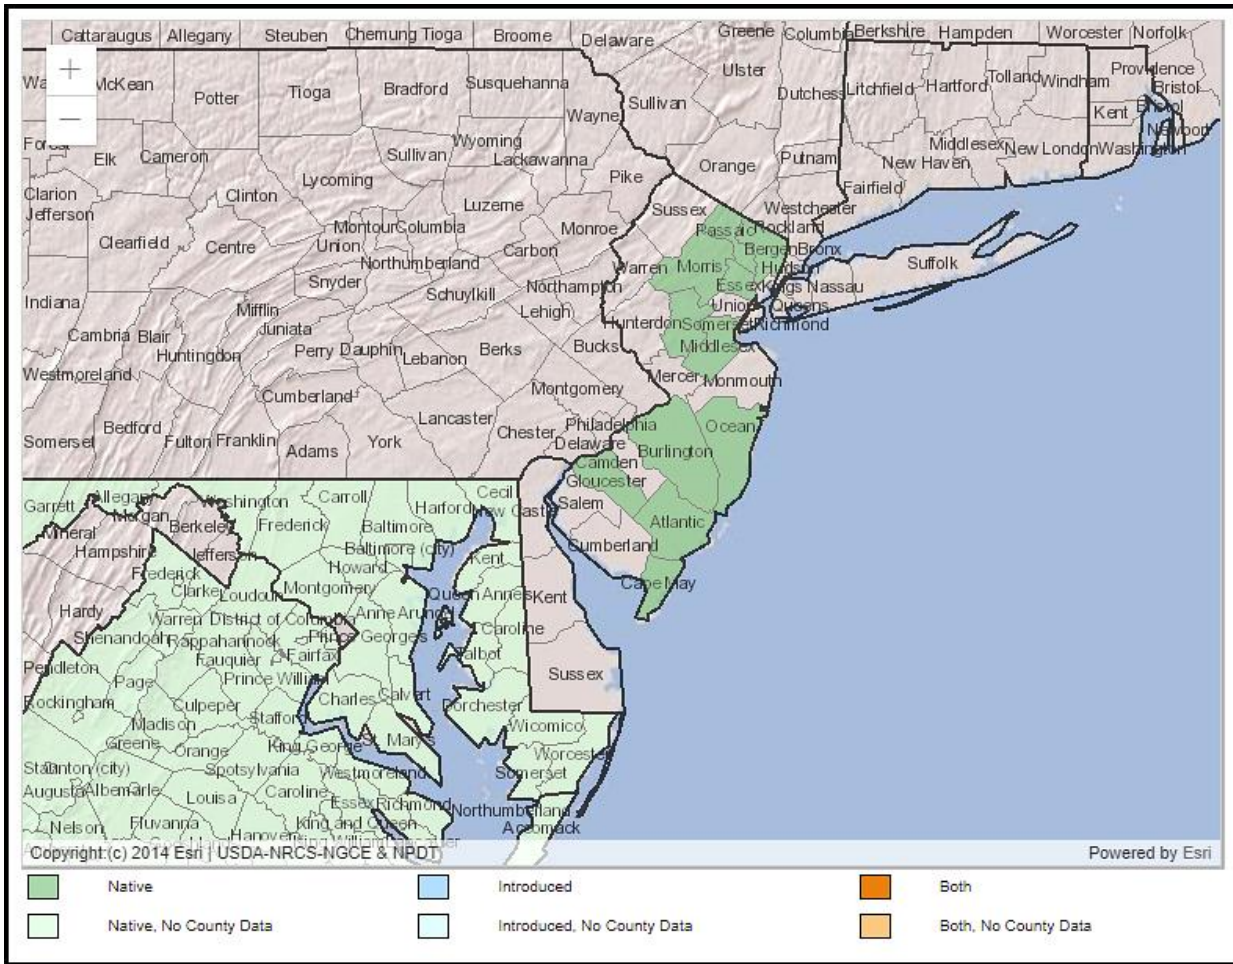 Cattaraugus Allegany Steuben Chemung Tioga Broome Delaware Greene Columbia Berkshire Hampden Worcester Norfolk
+
McKean Potter Tioga Bradford Susquehanna Ulster Dutchess Litchfield Hartford Tolland Windham Providence Bristol
−
Wayne Sullivan Kent Bristol
Elk Cameron Sullivan Wyoming Lackawanna Orange Putnam New Haven Middlesex New London Washington Newport
Clarion Clinton Lycoming Pike Fairfield
Jefferson Luzerne Sussex Westchester
Clearfield Centre Union Montour Columbia Monroe Passaic Rockland
Northumberland Carbon Bergen Bronx
Snyder Warren Morris Hudson Suffolk
Indiana Mifflin Schuylkill Northampton Essex Kings Nassau
Cambria Blair Juniata Lehigh Hunterdon Union Queens
Somerset Richmond
Huntingdon Perry Dauphin Lebanon Berks Bucks Middlesex
Westmoreland Cumberland Montgomery Mercer Monmouth
Somerset Bedford Fulton Franklin Adams York Lancaster Chester Philadelphia Ocean
Delaware Burlington
Camden
Garrett Allegany Washington Carroll Cecil Gloucester
Morgan Frederick Baltimore Harford New Castle Salem
Mineral Berkeley Atlantic
Hampshire Jefferson Baltimore (city) Cumberland
Frederick Howard Kent
Clarke Loudoun Montgomery Queen Anne's Kent Cape May
Hardy Warren District of Columbia Anne Arundel
Shenandoah Rappahannock Prince George's Caroline
Pendleton Fauquier Fairfax Talbot
Page Prince William Sussex
Rockingham Culpeper Charles Calvert Dorchester
Madison Stafford Wicomico
Greene Orange King George St. Mary's Worcester
Spotsylvania Westmoreland Somerset
Augusta Albemarle Louisa Caroline Essex Richmond Northumberland
Nelson Fluvanna Hanover King and Queen Accomack
Copyright:(c) 2014 Esri | USDA-NRCS-NGCE & NPDT Powered by Esri
Native Introduced Both
Native, No County Data Introduced, No County Data Both, No County Data